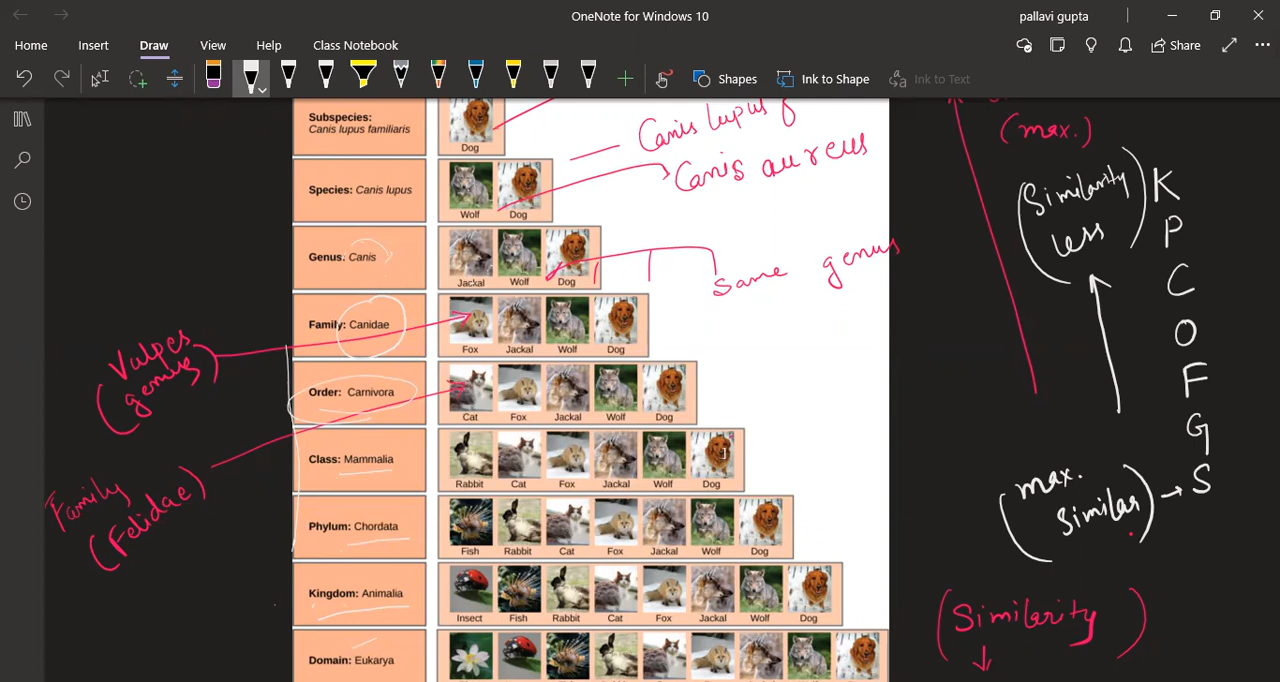 OneNote for Windows 10
pallavi gupta
Home Insert Draw View Help Class Notebook
Share
Shapes
Ink to Shape
Ink to Text
Subspecies:
Canis lupus familiaris
Dog
Canis lupus f
Canis aureus
Species: Canis lupus
Wolf Dog
Genus: Canis
Jackal Wolf Dog
Same genus
Family: Canidae
Fox Jackal Wolf Dog
Vulpes
(genus)
Order: Carnivora
Cat Fox Jackal Wolf Dog
Class: Mammalia
Rabbit Cat Fox Jackal Wolf Dog
Family
(Felidae)
Phylum: Chordata
Fish Rabbit Cat Fox Jackal Wolf Dog
Kingdom: Animalia
Insect Fish Rabbit Cat Fox Jackal Wolf Dog
Domain: Eukarya
(max.)
(Similarity
less)
K
P
C
O
F
G
S
(max.
Similar)
(Similarity)